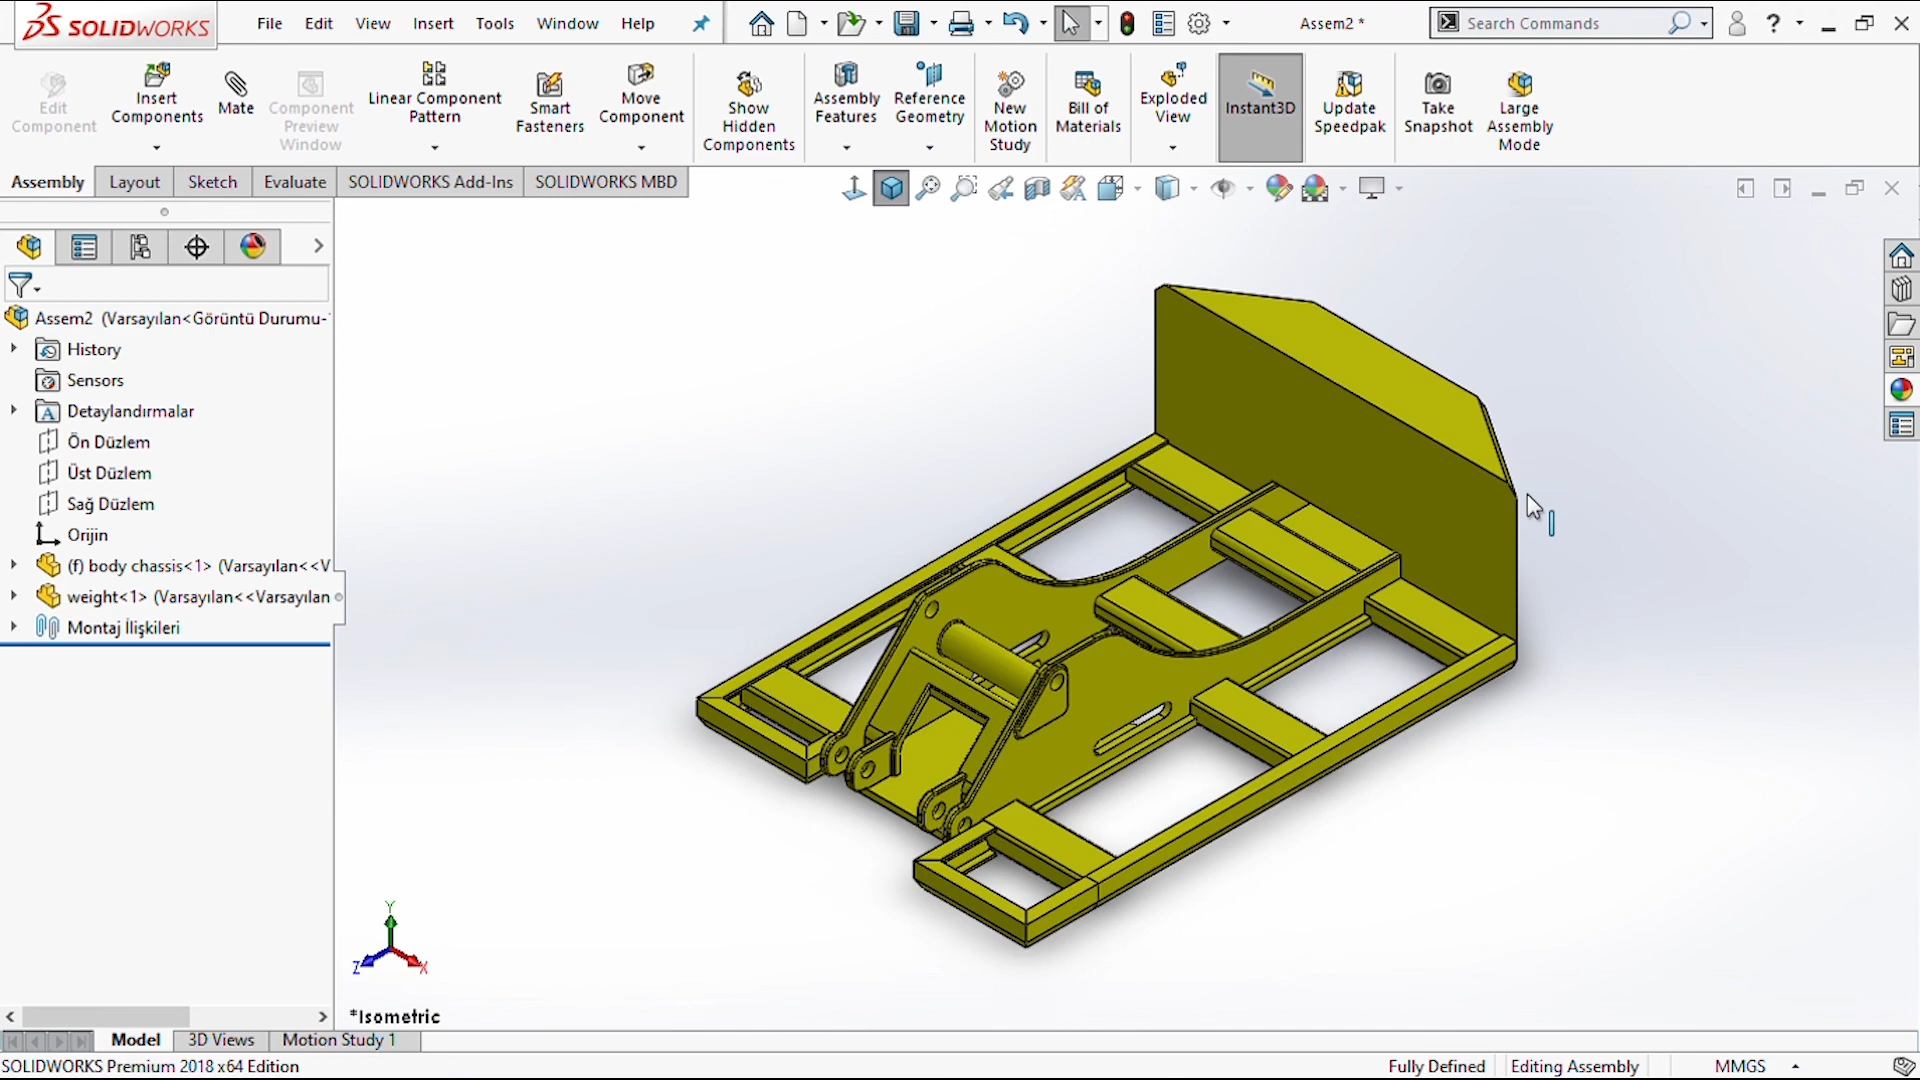 SOLIDWORKS File Edit View Insert Tools Window Help Assem2 * Search Commands ?
Edit Component
Insert Components
Mate
Component Preview Window
Linear Component Pattern
Smart Fasteners
Move Component
Show Hidden Components
Assembly Features
Reference Geometry
New Motion Study
Bill of Materials
Exploded View
Instant3D
Update Speedpak
Take Snapshot
Large Assembly Mode
Assembly Layout Sketch Evaluate SOLIDWORKS Add-Ins SOLIDWORKS MBD
Assem2 (Varsayılan<Görüntü Durumu-
History
Sensors
A Detaylandırmalar
Ön Düzlem
Üst Düzlem
Sağ Düzlem
Orijin
(f) body chassis<1> (Varsayılan<<V
weight<1> (Varsayılan<<Varsayılan
Montaj İlişkileri
Y
Z X
*Isometric
Model 3D Views Motion Study 1
SOLIDWORKS Premium 2018 x64 Edition Fully Defined Editing Assembly MMGS